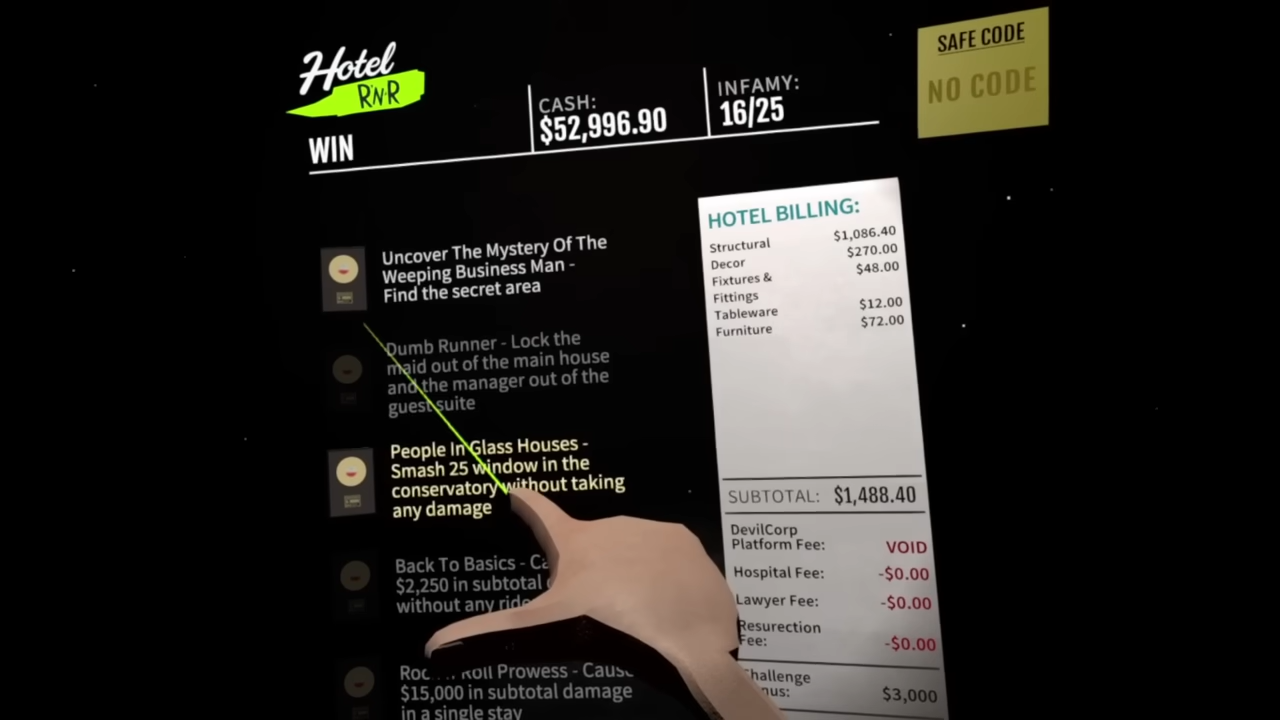 Hotel
R'N'R
WIN
CASH:
$52,996.90
INFAMY:
16/25
SAFE CODE
NO CODE
Uncover The Mystery Of The
Weeping Business Man -
Find the secret area
Dumb Runner - Lock the
maid out of the main house
and the manager out of the
guest suite
People In Glass Houses -
Smash 25 window in the
conservatory without taking
any damage
Back To Basics -
$2,250 in subtotal
without any
Roll Prowess - Cause
$15,000 in subtotal damage
in a single stay
HOTEL BILLING:
Structural $1,086.40
Decor $270.00
Fixtures & $48.00
Fittings
Tableware $12.00
Furniture $72.00
SUBTOTAL: $1,488.40
DevilCorp
Platform Fee: VOID
Hospital Fee: -$0.00
Lawyer Fee: -$0.00
Resurection
Fee: -$0.00
$3,000